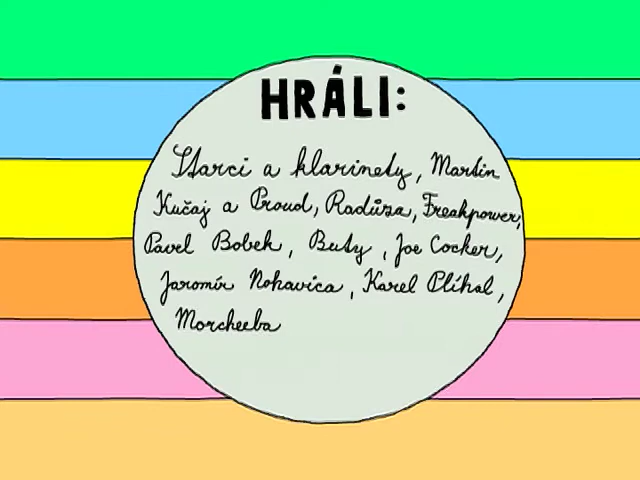 HRÁLI:
Starci a klarinety, Martin
Kučaj a Proud, Radůza, Freakpower,
Pavel Bobek, Buty, Joe Cocker,
Jaromír Nohavica, Karel Plíhal,
Morcheeba